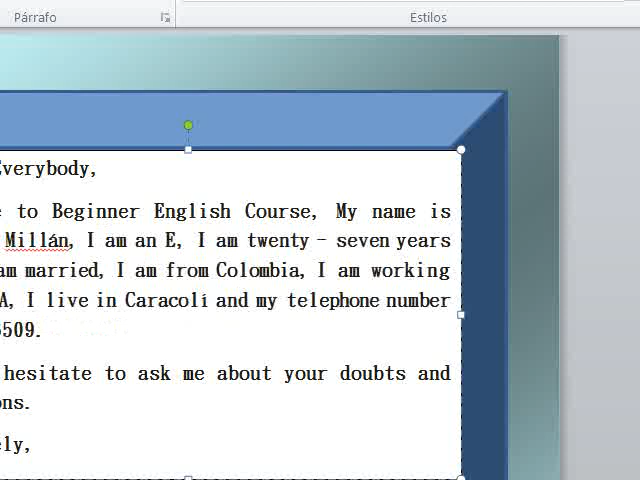 Párrafo
Estilos
Everybody,
to Beginner English Course, My name is
Millán, I am an E, I am twenty - seven years
am married, I am from Colombia, I am working
A, I live in Caracolí and my telephone number
509.
hesitate to ask me about your doubts and
ons.
ely,